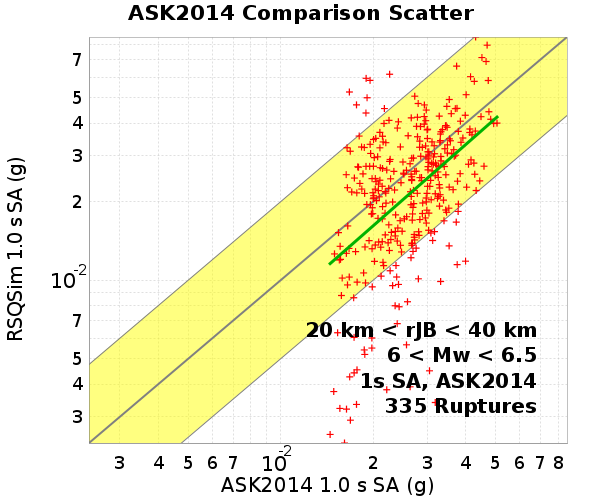 ASK2014 Comparison Scatter
RSQSim 1.0 s SA (g)
7
5
4
3
2
10-2
7
5
4
3
20 km < rJB < 40 km
6 < Mw < 6.5
1s SA, ASK2014
335 Ruptures
3 4 5 6 7 10-2 2 3 4 5 6 7 8
ASK2014 1.0 s SA (g)